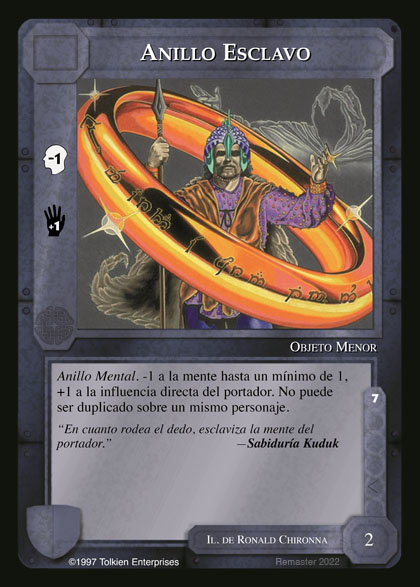 ANILLO ESCLAVO
-1
+1
OBJETO MENOR
Anillo Mental. -1 a la mente hasta un mínimo de 1,
+1 a la influencia directa del portador. No puede
ser duplicado sobre un mismo personaje.
7
“En cuanto rodea el dedo, esclaviza la mente del
portador.” —Sabiduría Kuduk
IL. DE RONALD CHIRONNA
2
©1997 Tolkien Enterprises
Remaster 2022